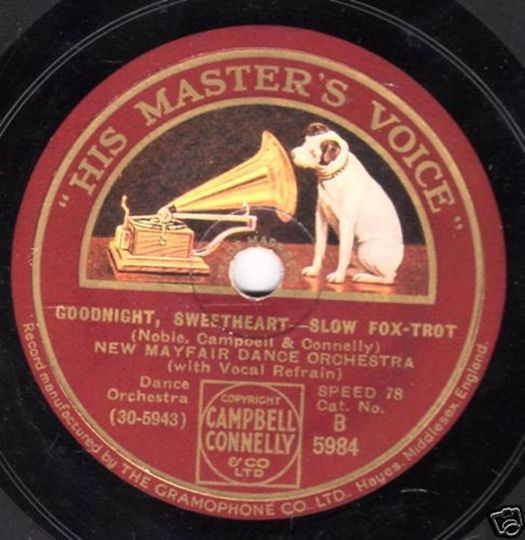 "HIS MASTER'S VOICE"
GOODNIGHT, SWEETHEART—SLOW FOX-TROT
(Noble, Campbell & Connelly)
NEW MAYFAIR DANCE ORCHESTRA
(with Vocal Refrain)
Dance
Orchestra
(30-5943)
COPYRIGHT
CAMPBELL
CONNELLY
& CO
LTD
SPEED 78
Cat. No.
B
5984
Record manufactured by THE GRAMOPHONE CO. LTD. Hayes, Middlesex, England.